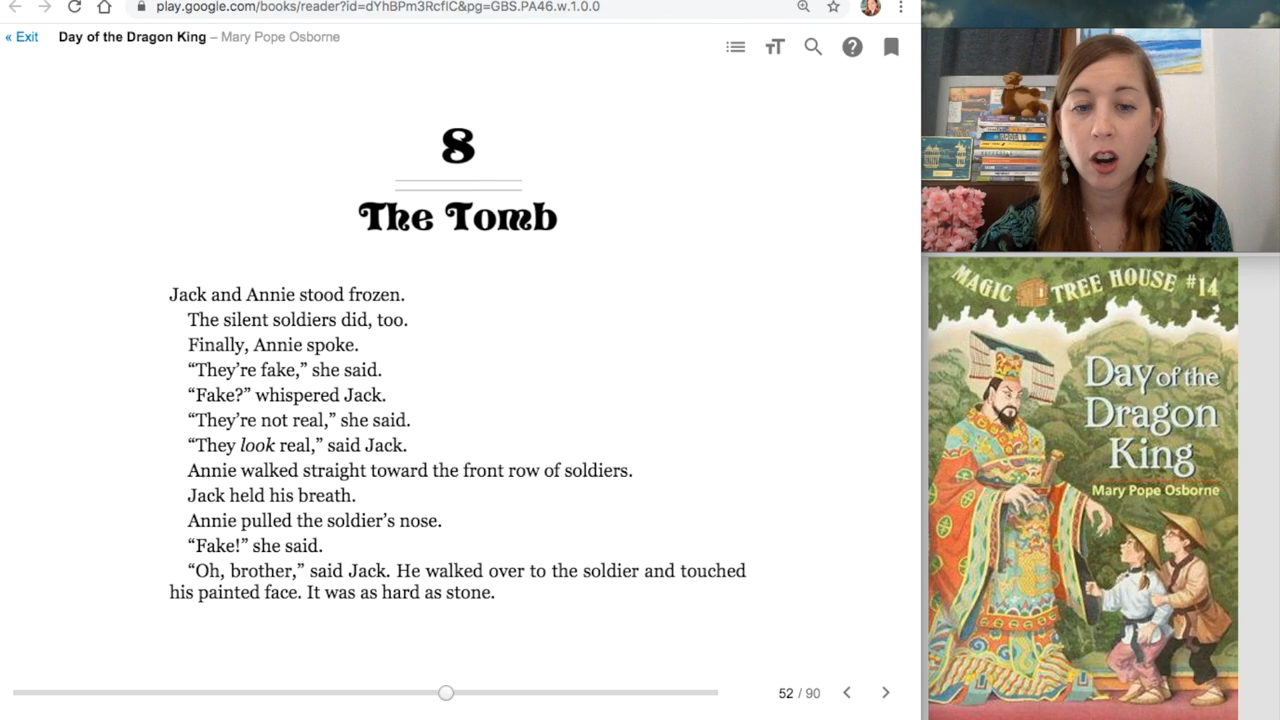 play.google.com/books/reader?id=dYhBPm3RcflC&pg=GBS.PA46.w.1.0.0
« Exit Day of the Dragon King – Mary Pope Osborne
8
The Tomb
Jack and Annie stood frozen.
The silent soldiers did, too.
Finally, Annie spoke.
“They’re fake,” she said.
“Fake?” whispered Jack.
“They’re not real,” she said.
“They look real,” said Jack.
Annie walked straight toward the front row of soldiers.
Jack held his breath.
Annie pulled the soldier’s nose.
“Fake!” she said.
“Oh, brother,” said Jack. He walked over to the soldier and touched
his painted face. It was as hard as stone.
52 / 90
MAGIC TREE HOUSE #14
Day of the
Dragon
King
Mary Pope Osborne